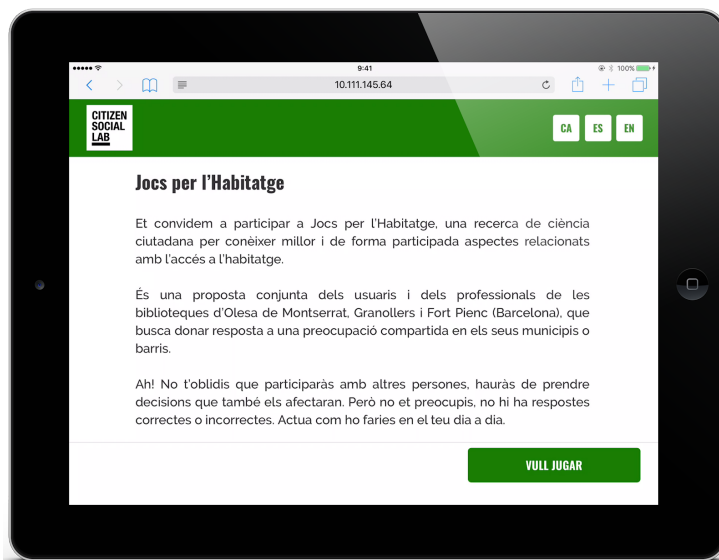 9:41
100%
10.111.145.64
CITIZEN
SOCIAL
LAB
CA ES EN
Jocs per l'Habitatge
Et convidem a participar a Jocs per l'Habitatge, una recerca de ciència
ciutadana per conèixer millor i de forma participada aspectes relacionats
amb l'accés a l'habitatge.
És una proposta conjunta dels usuaris i dels professionals de les
biblioteques d'Olesa de Montserrat, Granollers i Fort Pienc (Barcelona), que
busca donar resposta a una preocupació compartida en els seus municipis o
barris.
Ah! No t'oblidis que participaràs amb altres persones, hauràs de prendre
decisions que també els afectaran. Però no et preocupis, no hi ha respostes
correctes o incorrectes. Actua com ho faries en el teu dia a dia.
VULL JUGAR